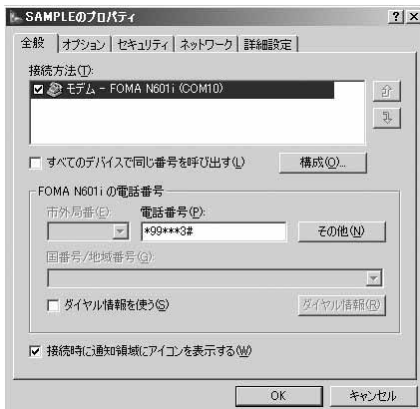 SAMPLEのプロパティ
全般 オプション セキュリティ ネットワーク 詳細設定
接続方法(T):
モデム - FOMA N601i (COM10)
すべてのデバイスで同じ番号を呼び出す(L) 構成(O)...
FOMA N601i の電話番号
市外局番(E): 電話番号(P):
*99***3# その他(N)
国番号/地域番号(G):
ダイヤル情報を使う(S) ダイヤル情報(R)
接続時に通知領域にアイコンを表示する(W)
OK キャンセル